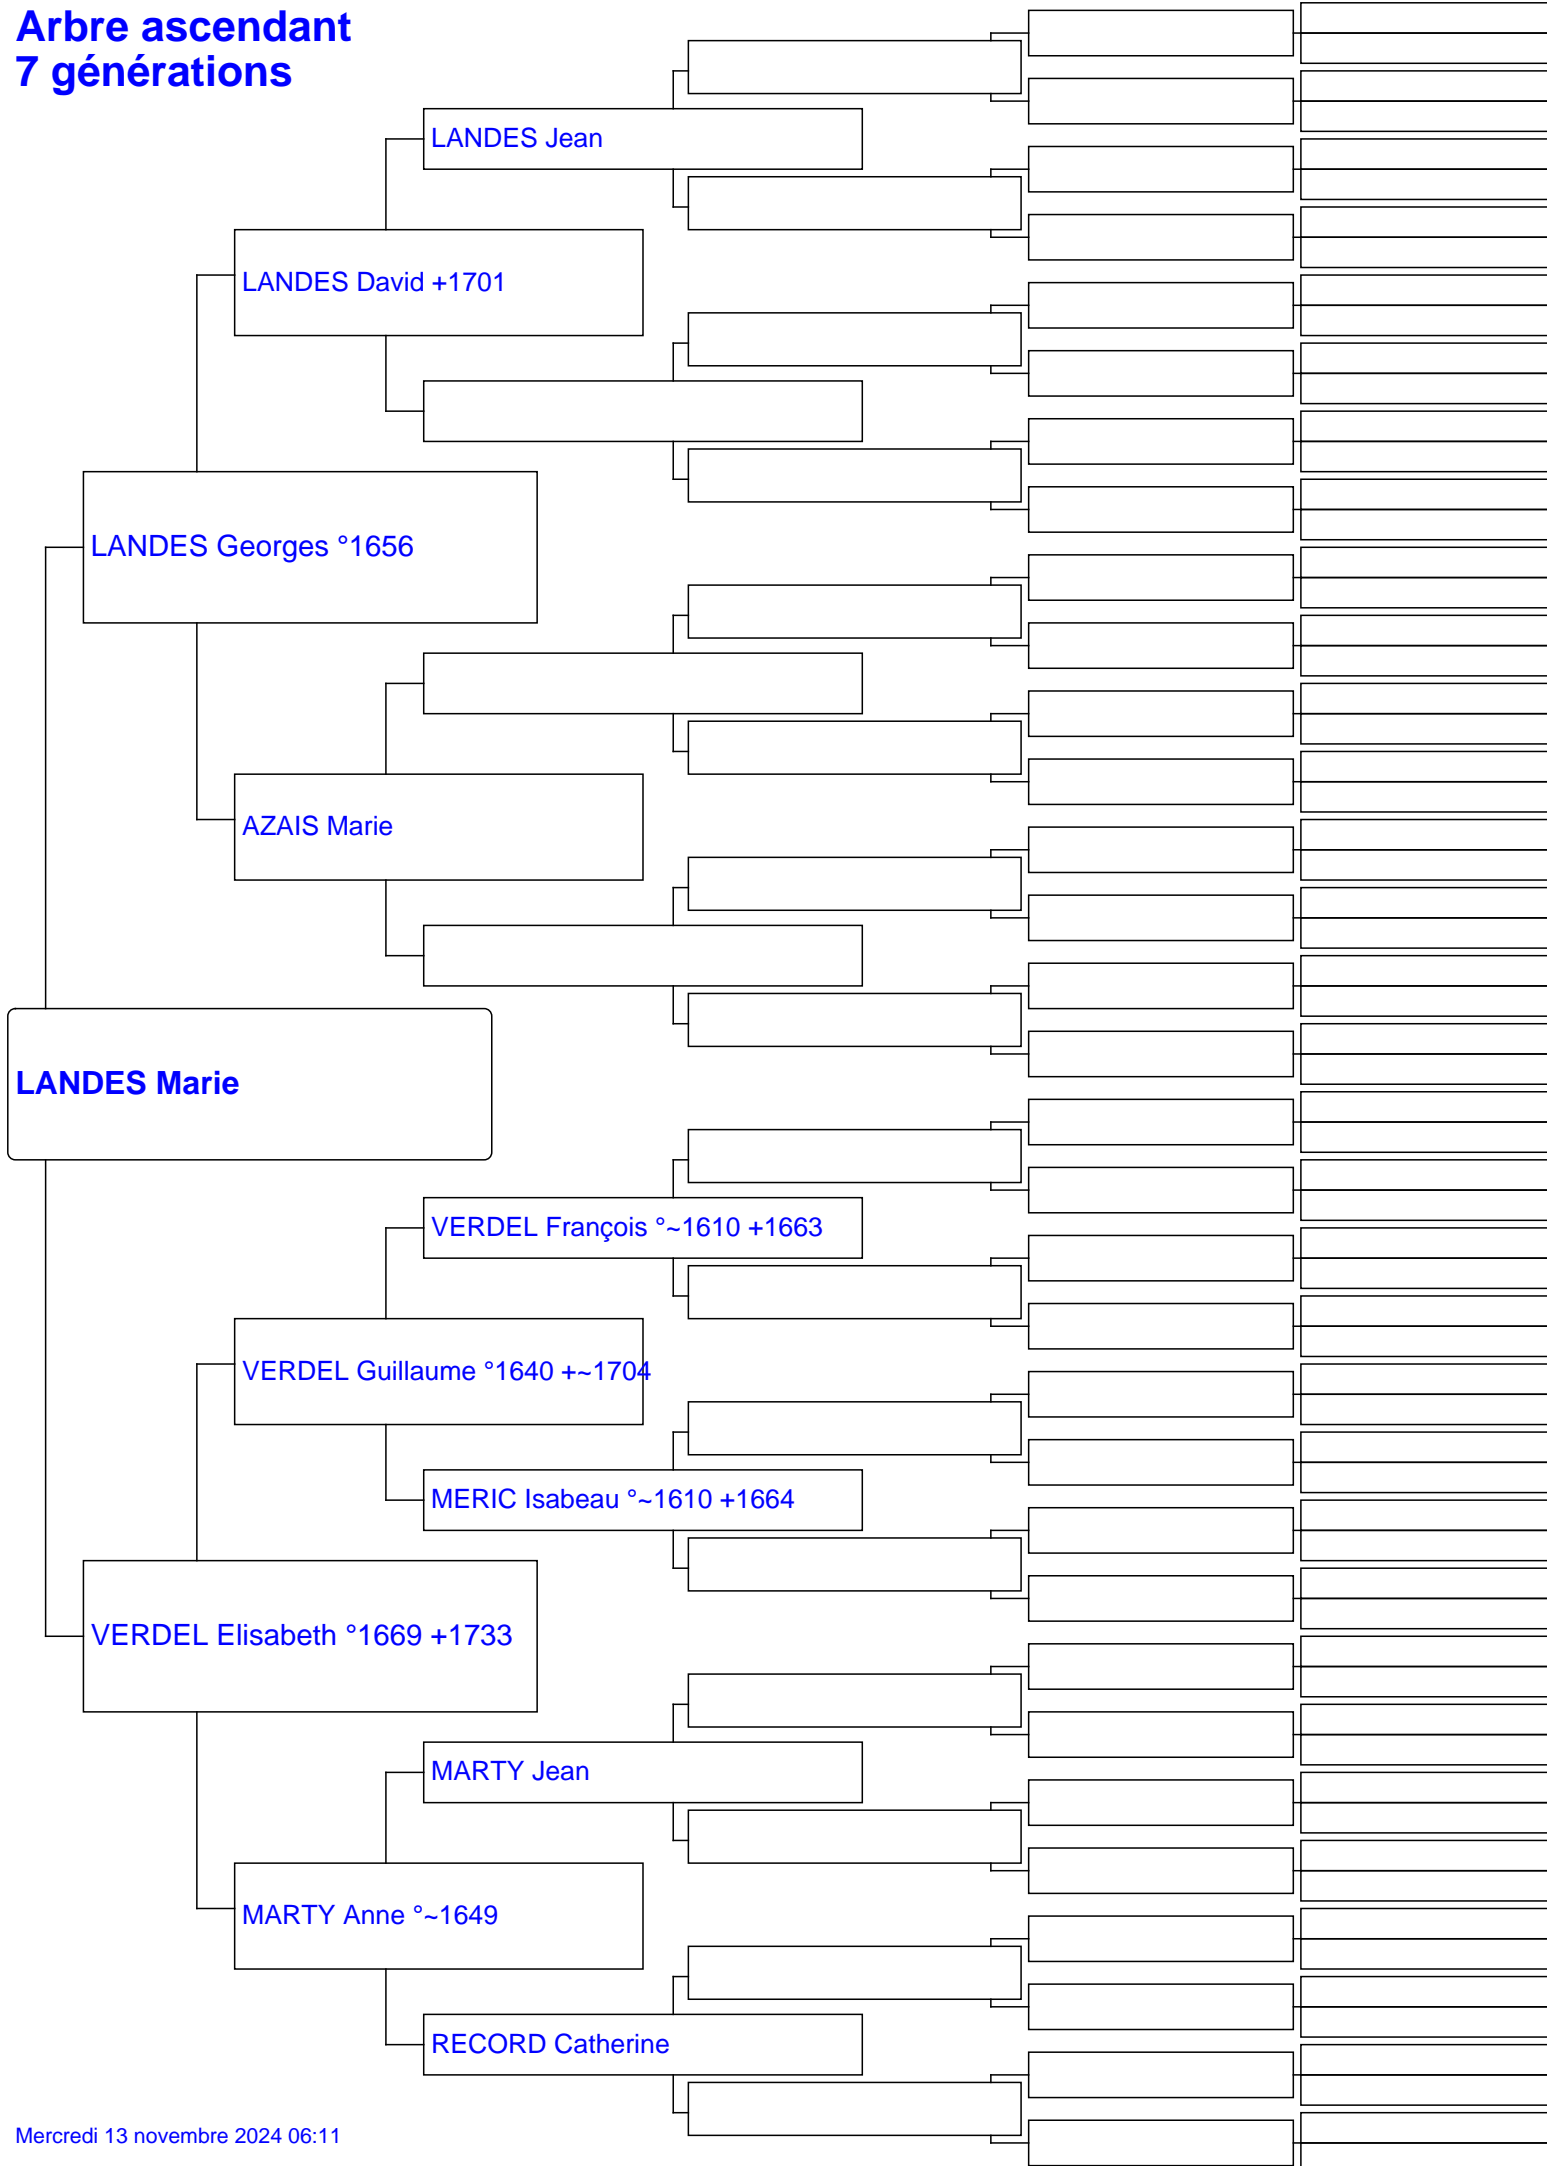 Arbre ascendant
7 générations
LANDES Jean
LANDES David +1701
LANDES Georges °1656
AZAIS Marie
LANDES Marie
VERDEL François °~1610 +1663
VERDEL Guillaume °1640 +~1704
MERIC Isabeau °~1610 +1664
VERDEL Elisabeth °1669 +1733
MARTY Jean
MARTY Anne °~1649
RECORD Catherine
Mercredi 13 novembre 2024 06:11